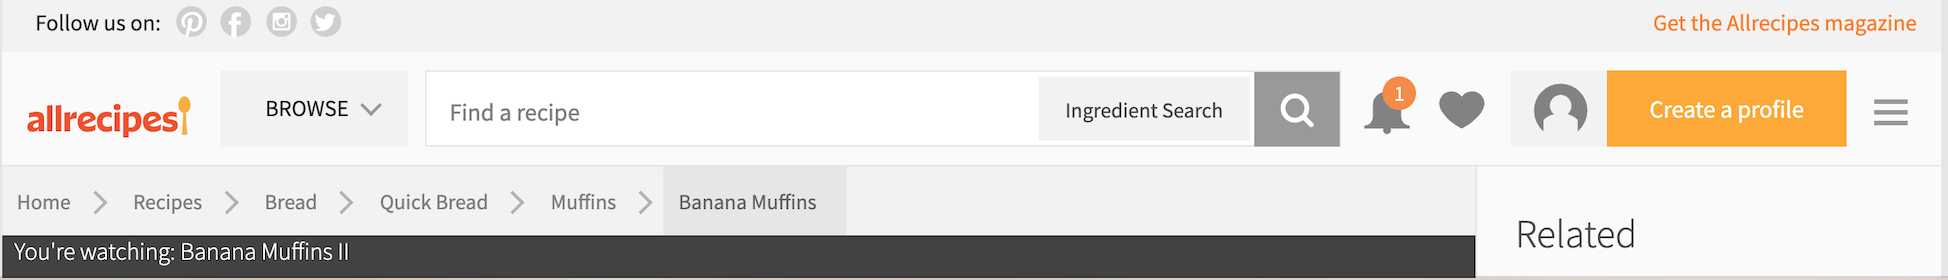 Follow us on:
Get the Allrecipes magazine
allrecipes
BROWSE
Find a recipe
Ingredient Search
1
Create a profile
Home
Recipes
Bread
Quick Bread
Muffins
Banana Muffins
You're watching: Banana Muffins II
Related